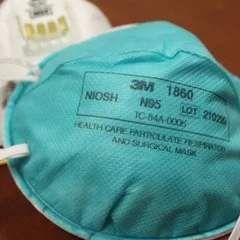 3M 1860
NIOSH N95 LOT
TC-84A-0006
HEALTH CARE PARTICULATE RESPIRATOR
AND SURGICAL MASK